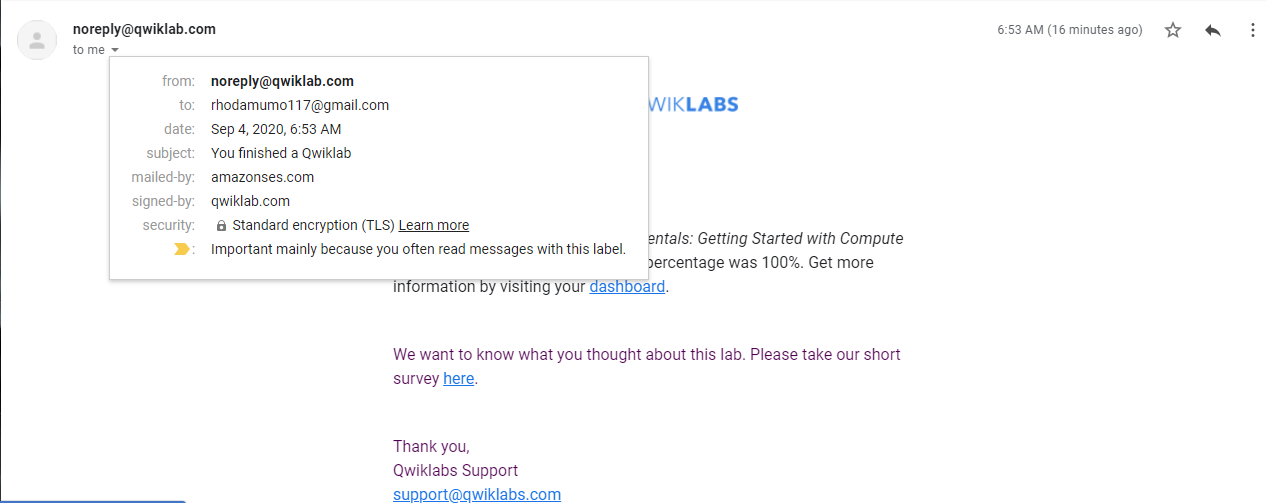 noreply@qwiklab.com
6:53 AM (16 minutes ago)
to me
from: noreply@qwiklab.com
to: rhodamumo117@gmail.com
date: Sep 4, 2020, 6:53 AM
subject: You finished a Qwiklab
mailed-by: amazonses.com
signed-by: qwiklab.com
security: Standard encryption (TLS) Learn more
: Important mainly because you often read messages with this label.
WIKLABS
entals: Getting Started with Compute
percentage was 100%. Get more
information by visiting your dashboard.
We want to know what you thought about this lab. Please take our short
survey here.
Thank you,
Qwiklabs Support
support@qwiklabs.com